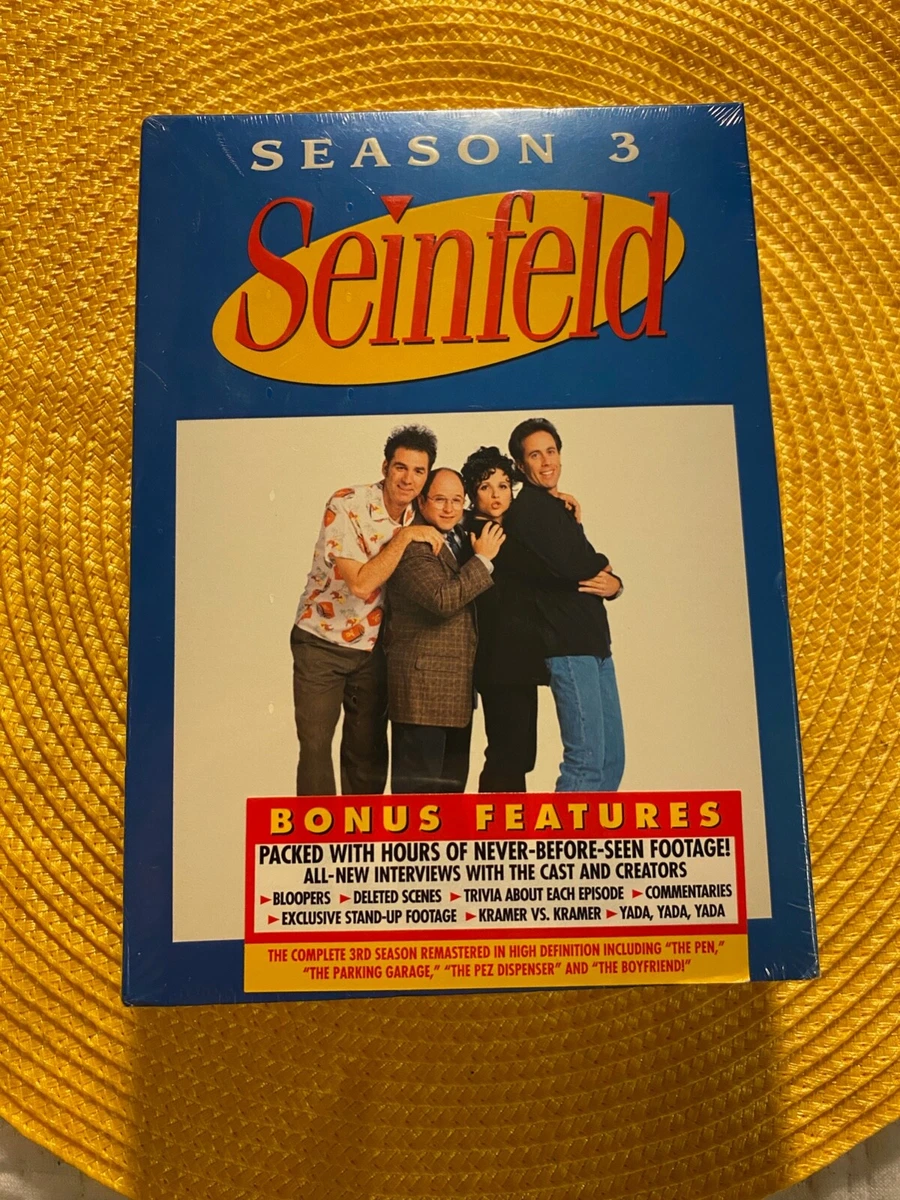 SEASON 3
Seinfeld
BONUS FEATURES
PACKED WITH HOURS OF NEVER-BEFORE-SEEN FOOTAGE!
ALL-NEW INTERVIEWS WITH THE CAST AND CREATORS
►BLOOPERS ►DELETED SCENES ►TRIVIA ABOUT EACH EPISODE ►COMMENTARIES
►EXCLUSIVE STAND-UP FOOTAGE ►KRAMER VS. KRAMER ►YADA, YADA, YADA
THE COMPLETE 3RD SEASON REMASTERED IN HIGH DEFINITION INCLUDING "THE PEN,"
"THE PARKING GARAGE," "THE PEZ DISPENSER" AND "THE BOYFRIEND!"